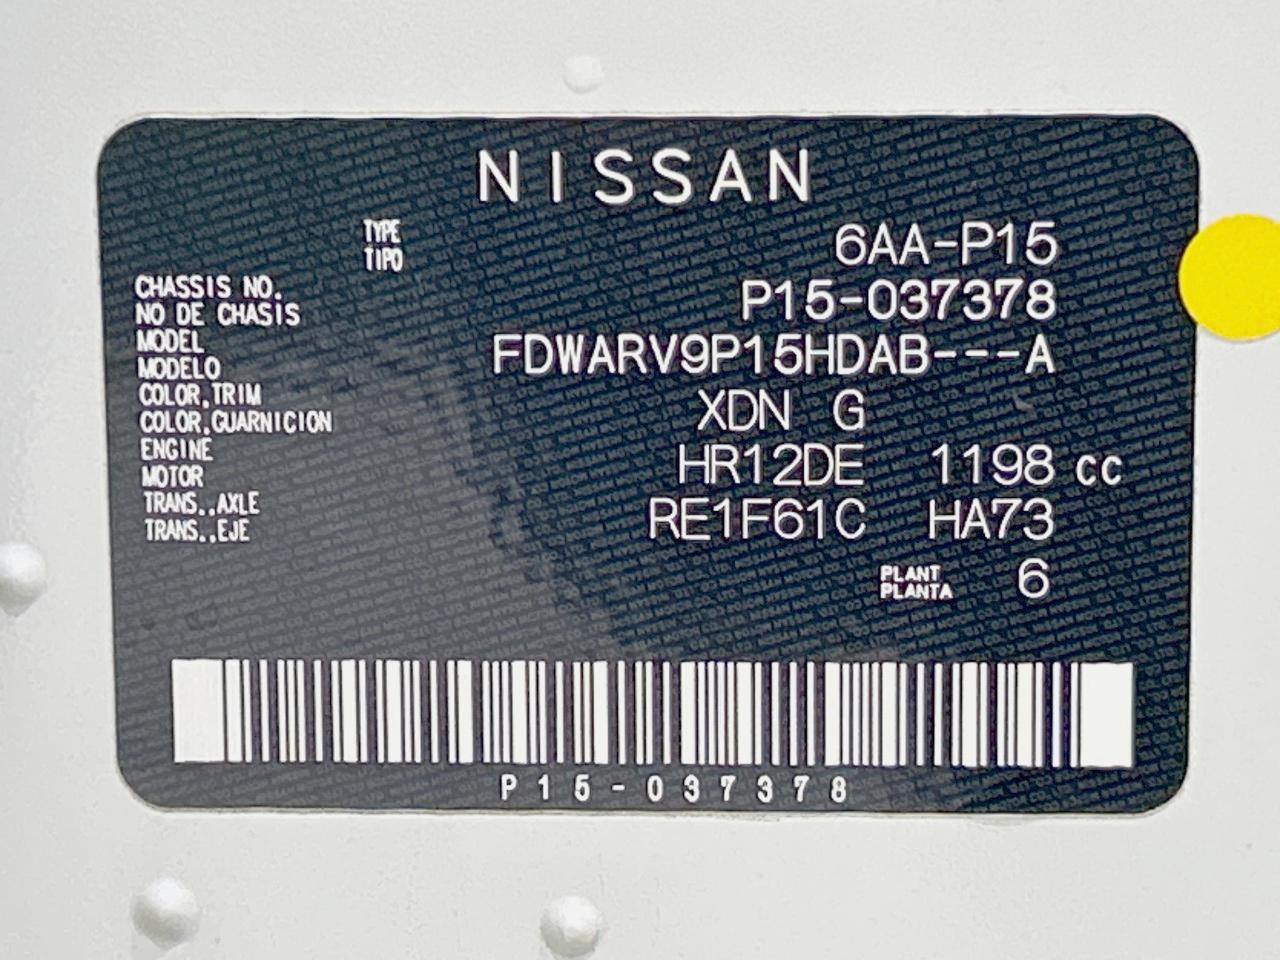 NISSAN
TYPE 6AA-P15
TIPO
CHASSIS NO. P15-037378
NO DE CHASIS
MODEL FDWARV9P15HDAB---A
MODELO
COLOR,TRIM XDN G
COLOR,GUARNICION
ENGINE HR12DE 1198 cc
MOTOR
TRANS.,AXLE RE1F61C HA73
TRANS.,EJE
PLANT 6
PLANTA
P15-037378